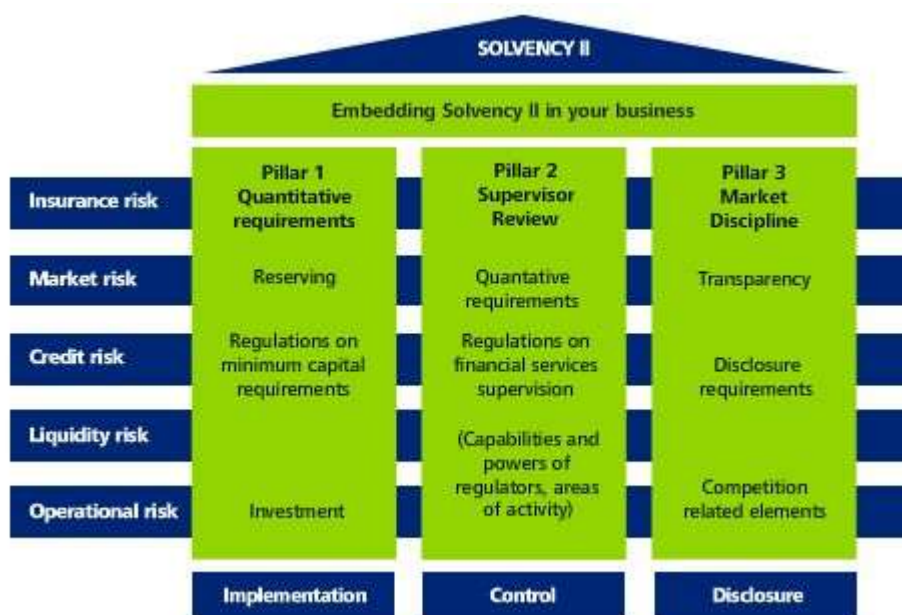 SOLVENCY II
Embedding Solvency II in your business
Insurance risk
Market risk
Credit risk
Liquidity risk
Operational risk
Pillar 1
Quantitative
requirements
Reserving
Regulations on
minimum capital
requirements
Investment
Implementation
Pillar 2
Supervisor
Review
Quantative
requirements
Regulations on
financial services
supervision
(Capabilities and
powers of
regulators, areas
of activity)
Control
Pillar 3
Market
Discipline
Transparency
Disclosure
requirements
Competition
related elements
Disclosure